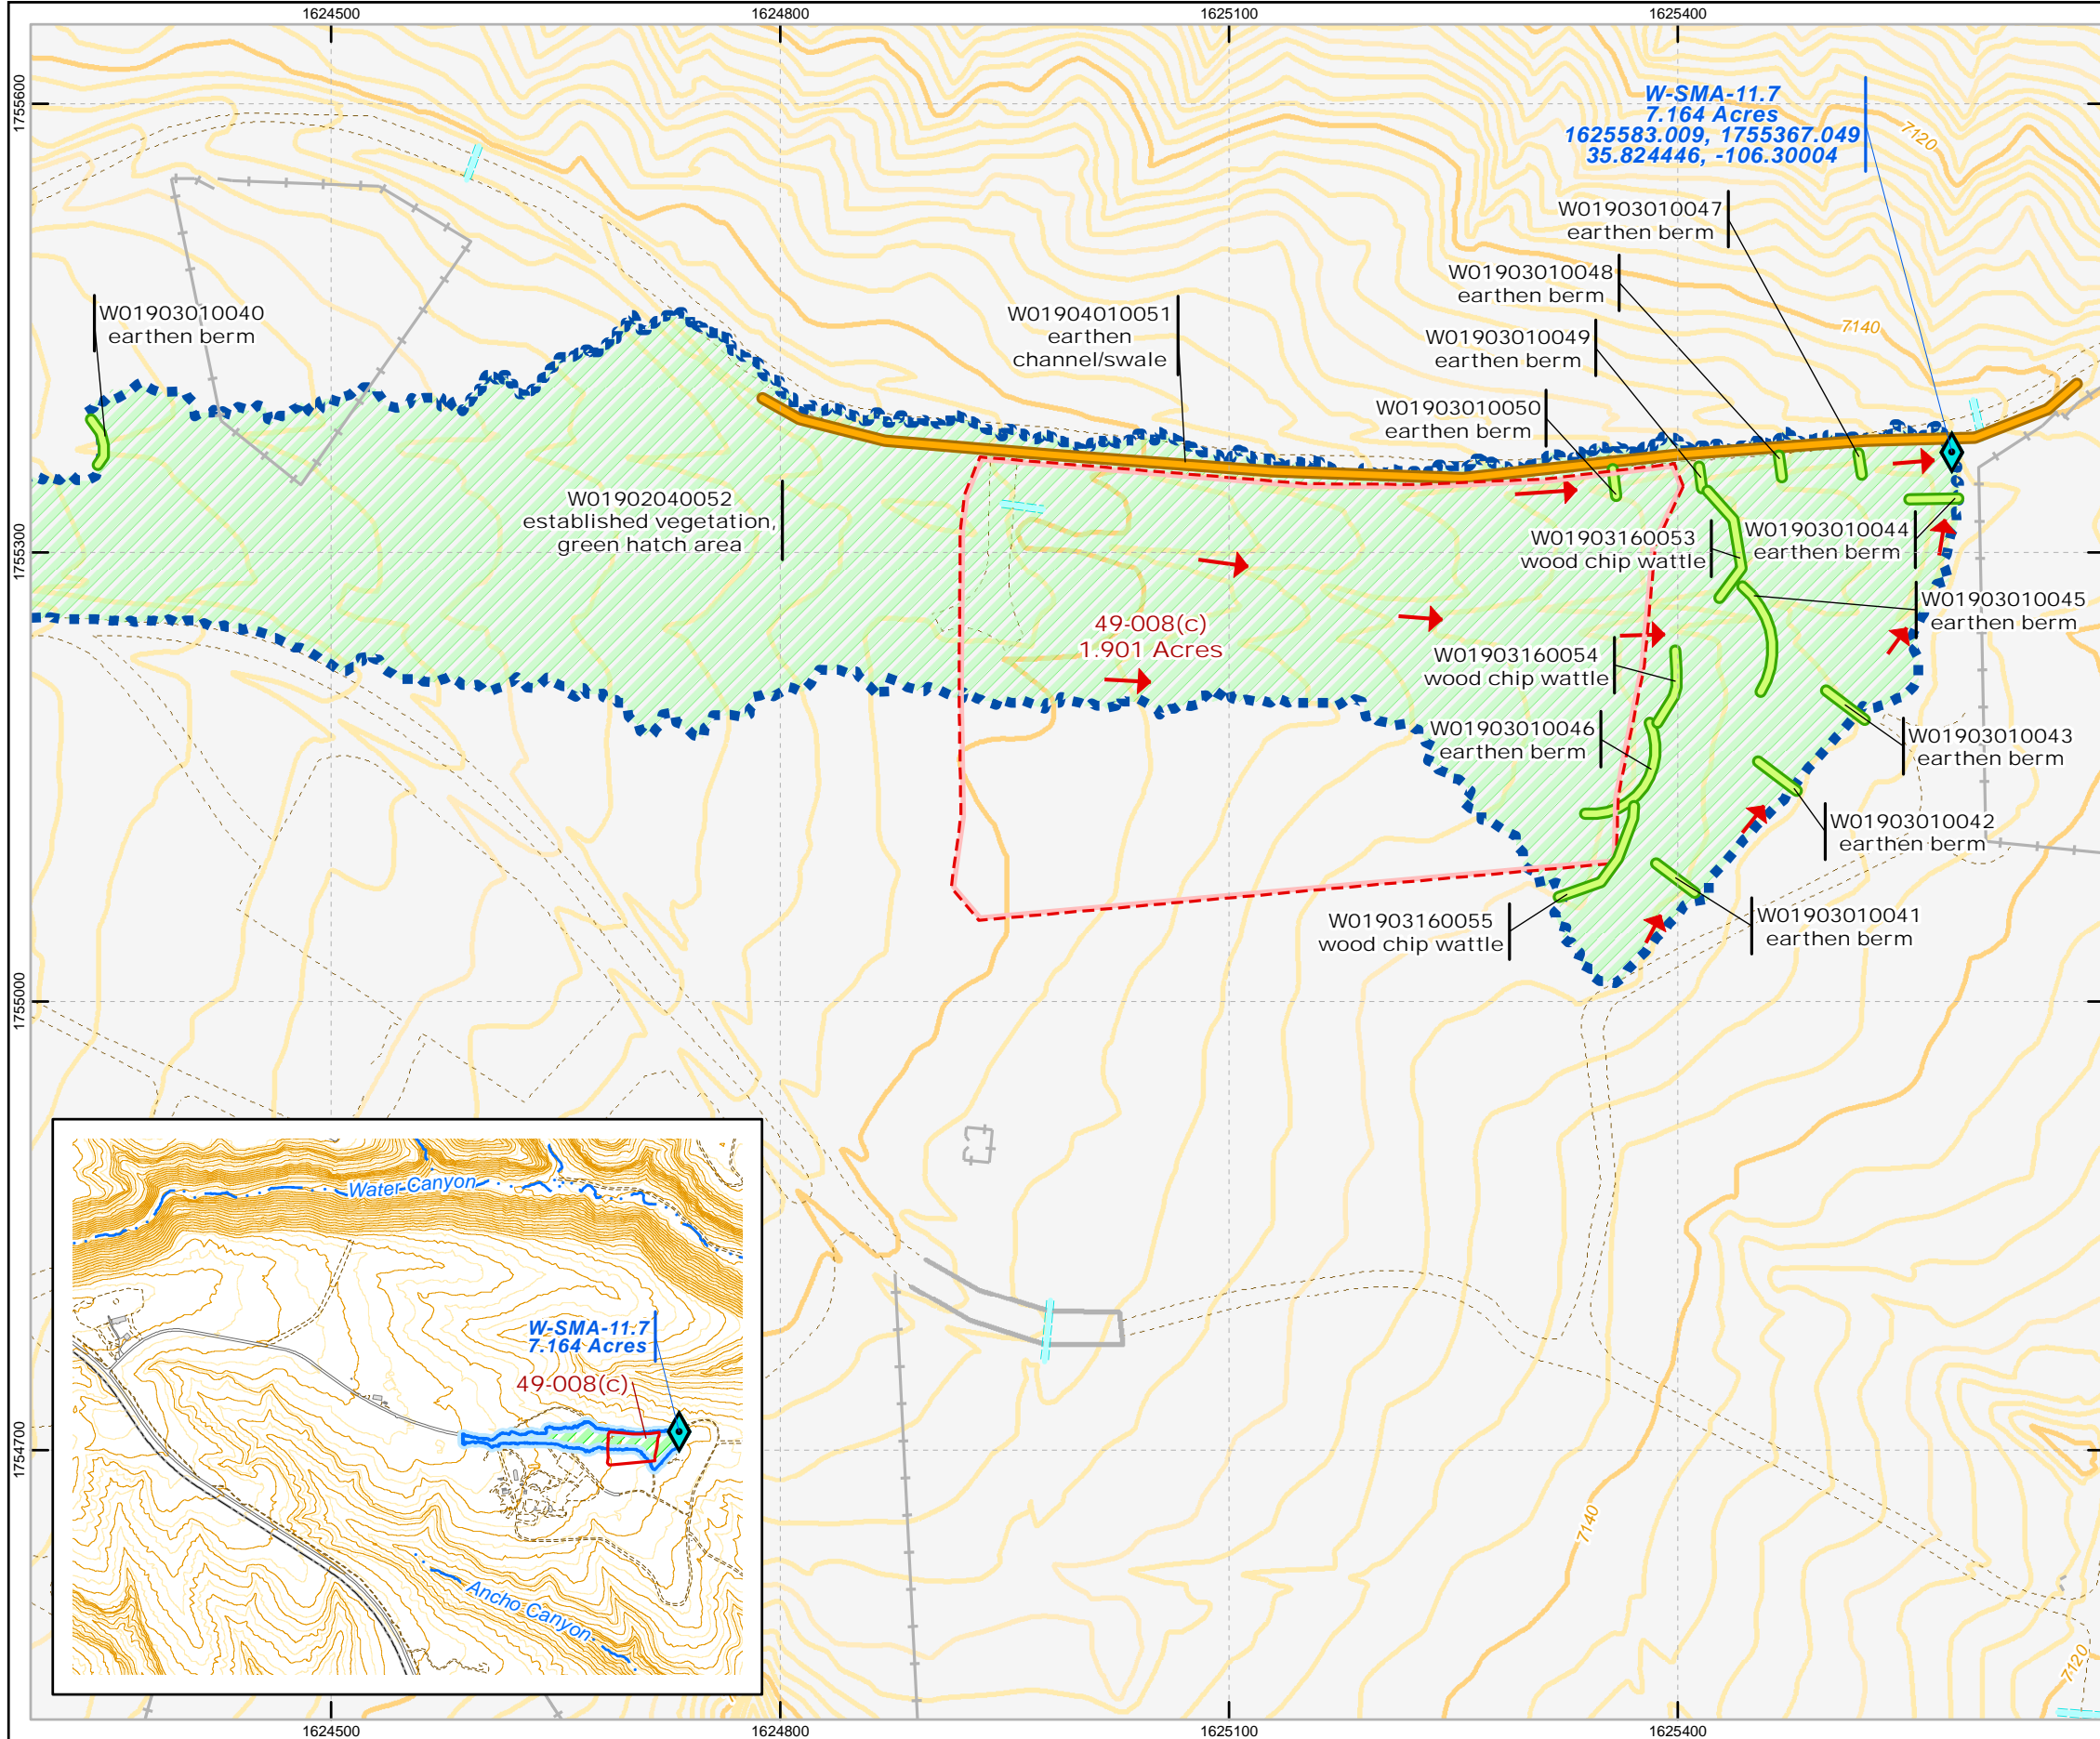 1624500
1624800
1625100
1625400
1755600
1755300
1755000
1754700
W-SMA-11.7
7.164 Acres
1625583.009, 1755367.049
35.824446, -106.30004
7120
W01903010047
earthen berm
W01903010048
earthen berm
W01903010040
earthen berm
W01904010051
earthen
channel/swale
7140
W01903010049
earthen berm
W01903010050
earthen berm
W01902040052
established vegetation,
green hatch area
W01903160053
wood chip wattle
W01903010044
earthen berm
W01903010045
earthen berm
49-008(c)
1.901 Acres
W01903160054
wood chip wattle
W01903010046
earthen berm
W01903010043
earthen berm
W01903010042
earthen berm
W01903160055
wood chip wattle
W01903010041
earthen berm
Water Canyon
W-SMA-11.7
7.164 Acres
49-008(c)
Ancho Canyon
7140
7120
1624500
1624800
1625100
1625400